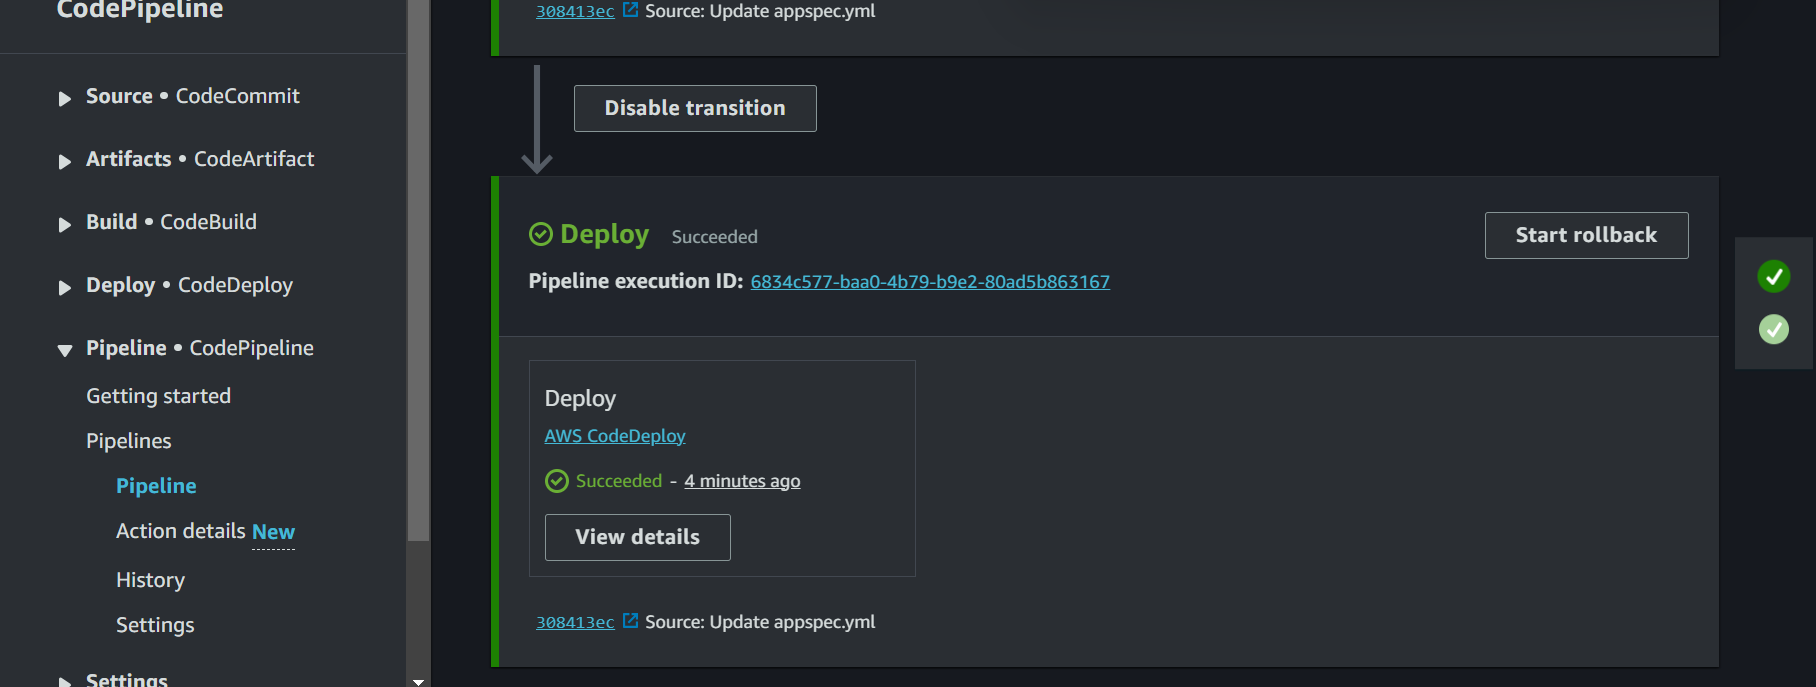 CodePipeline
Source • CodeCommit
Artifacts • CodeArtifact
Build • CodeBuild
Deploy • CodeDeploy
Pipeline • CodePipeline
Getting started
Pipelines
Pipeline
Action details New
History
Settings
Settings
308413ec Source: Update appspec.yml
Disable transition
Deploy Succeeded
Start rollback
Pipeline execution ID: 6834c577-baa0-4b79-b9e2-80ad5b863167
Deploy
AWS CodeDeploy
Succeeded - 4 minutes ago
View details
308413ec Source: Update appspec.yml